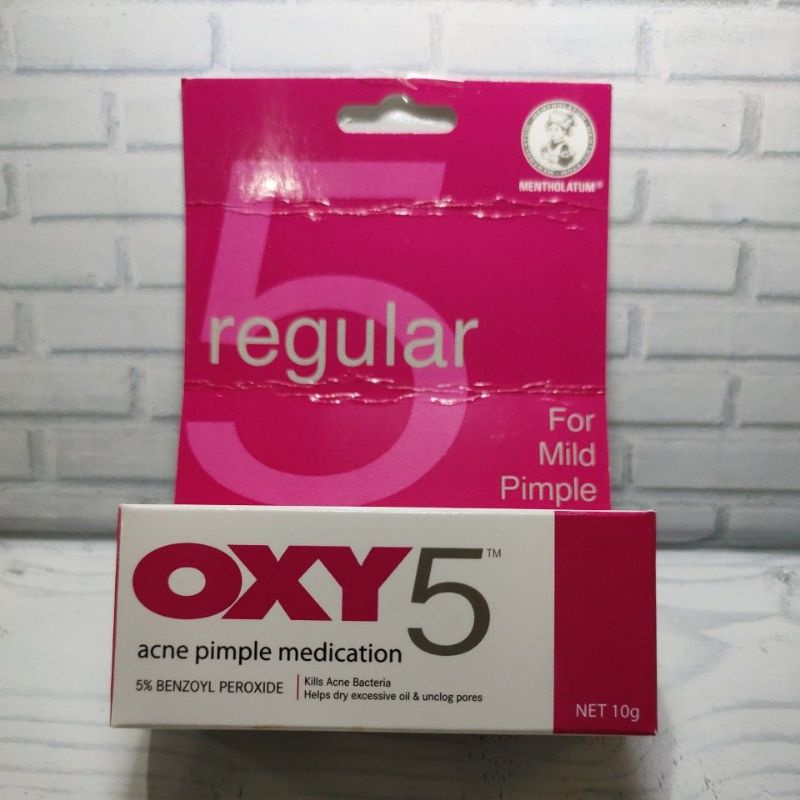 MENTHOLATUM®
5
regular
For
Mild
Pimple
OXY5™
acne pimple medication
5% BENZOYL PEROXIDE
Kills Acne Bacteria
Helps dry excessive oil & unclog pores
NET 10g